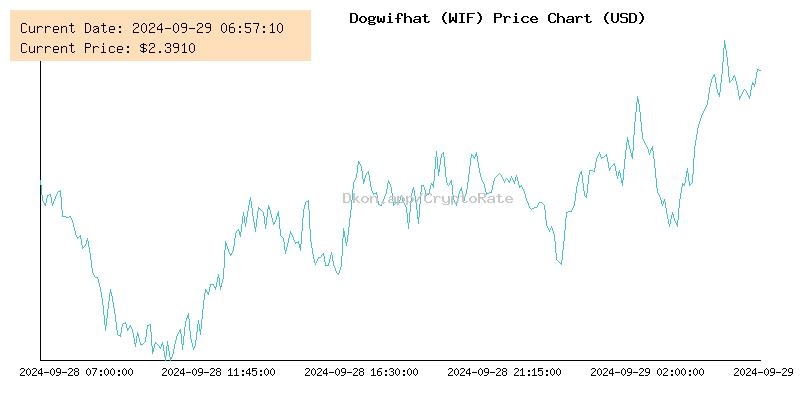 Dogwifhat (WIF) Price Chart (USD)
Current Date: 2024-09-29 06:57:10
Current Price: $2.3910
Dkon.app/CryptoRate
2024-09-28 07:00:00 2024-09-28 11:45:00 2024-09-28 16:30:00 2024-09-28 21:15:00 2024-09-29 02:00:00 2024-09-29